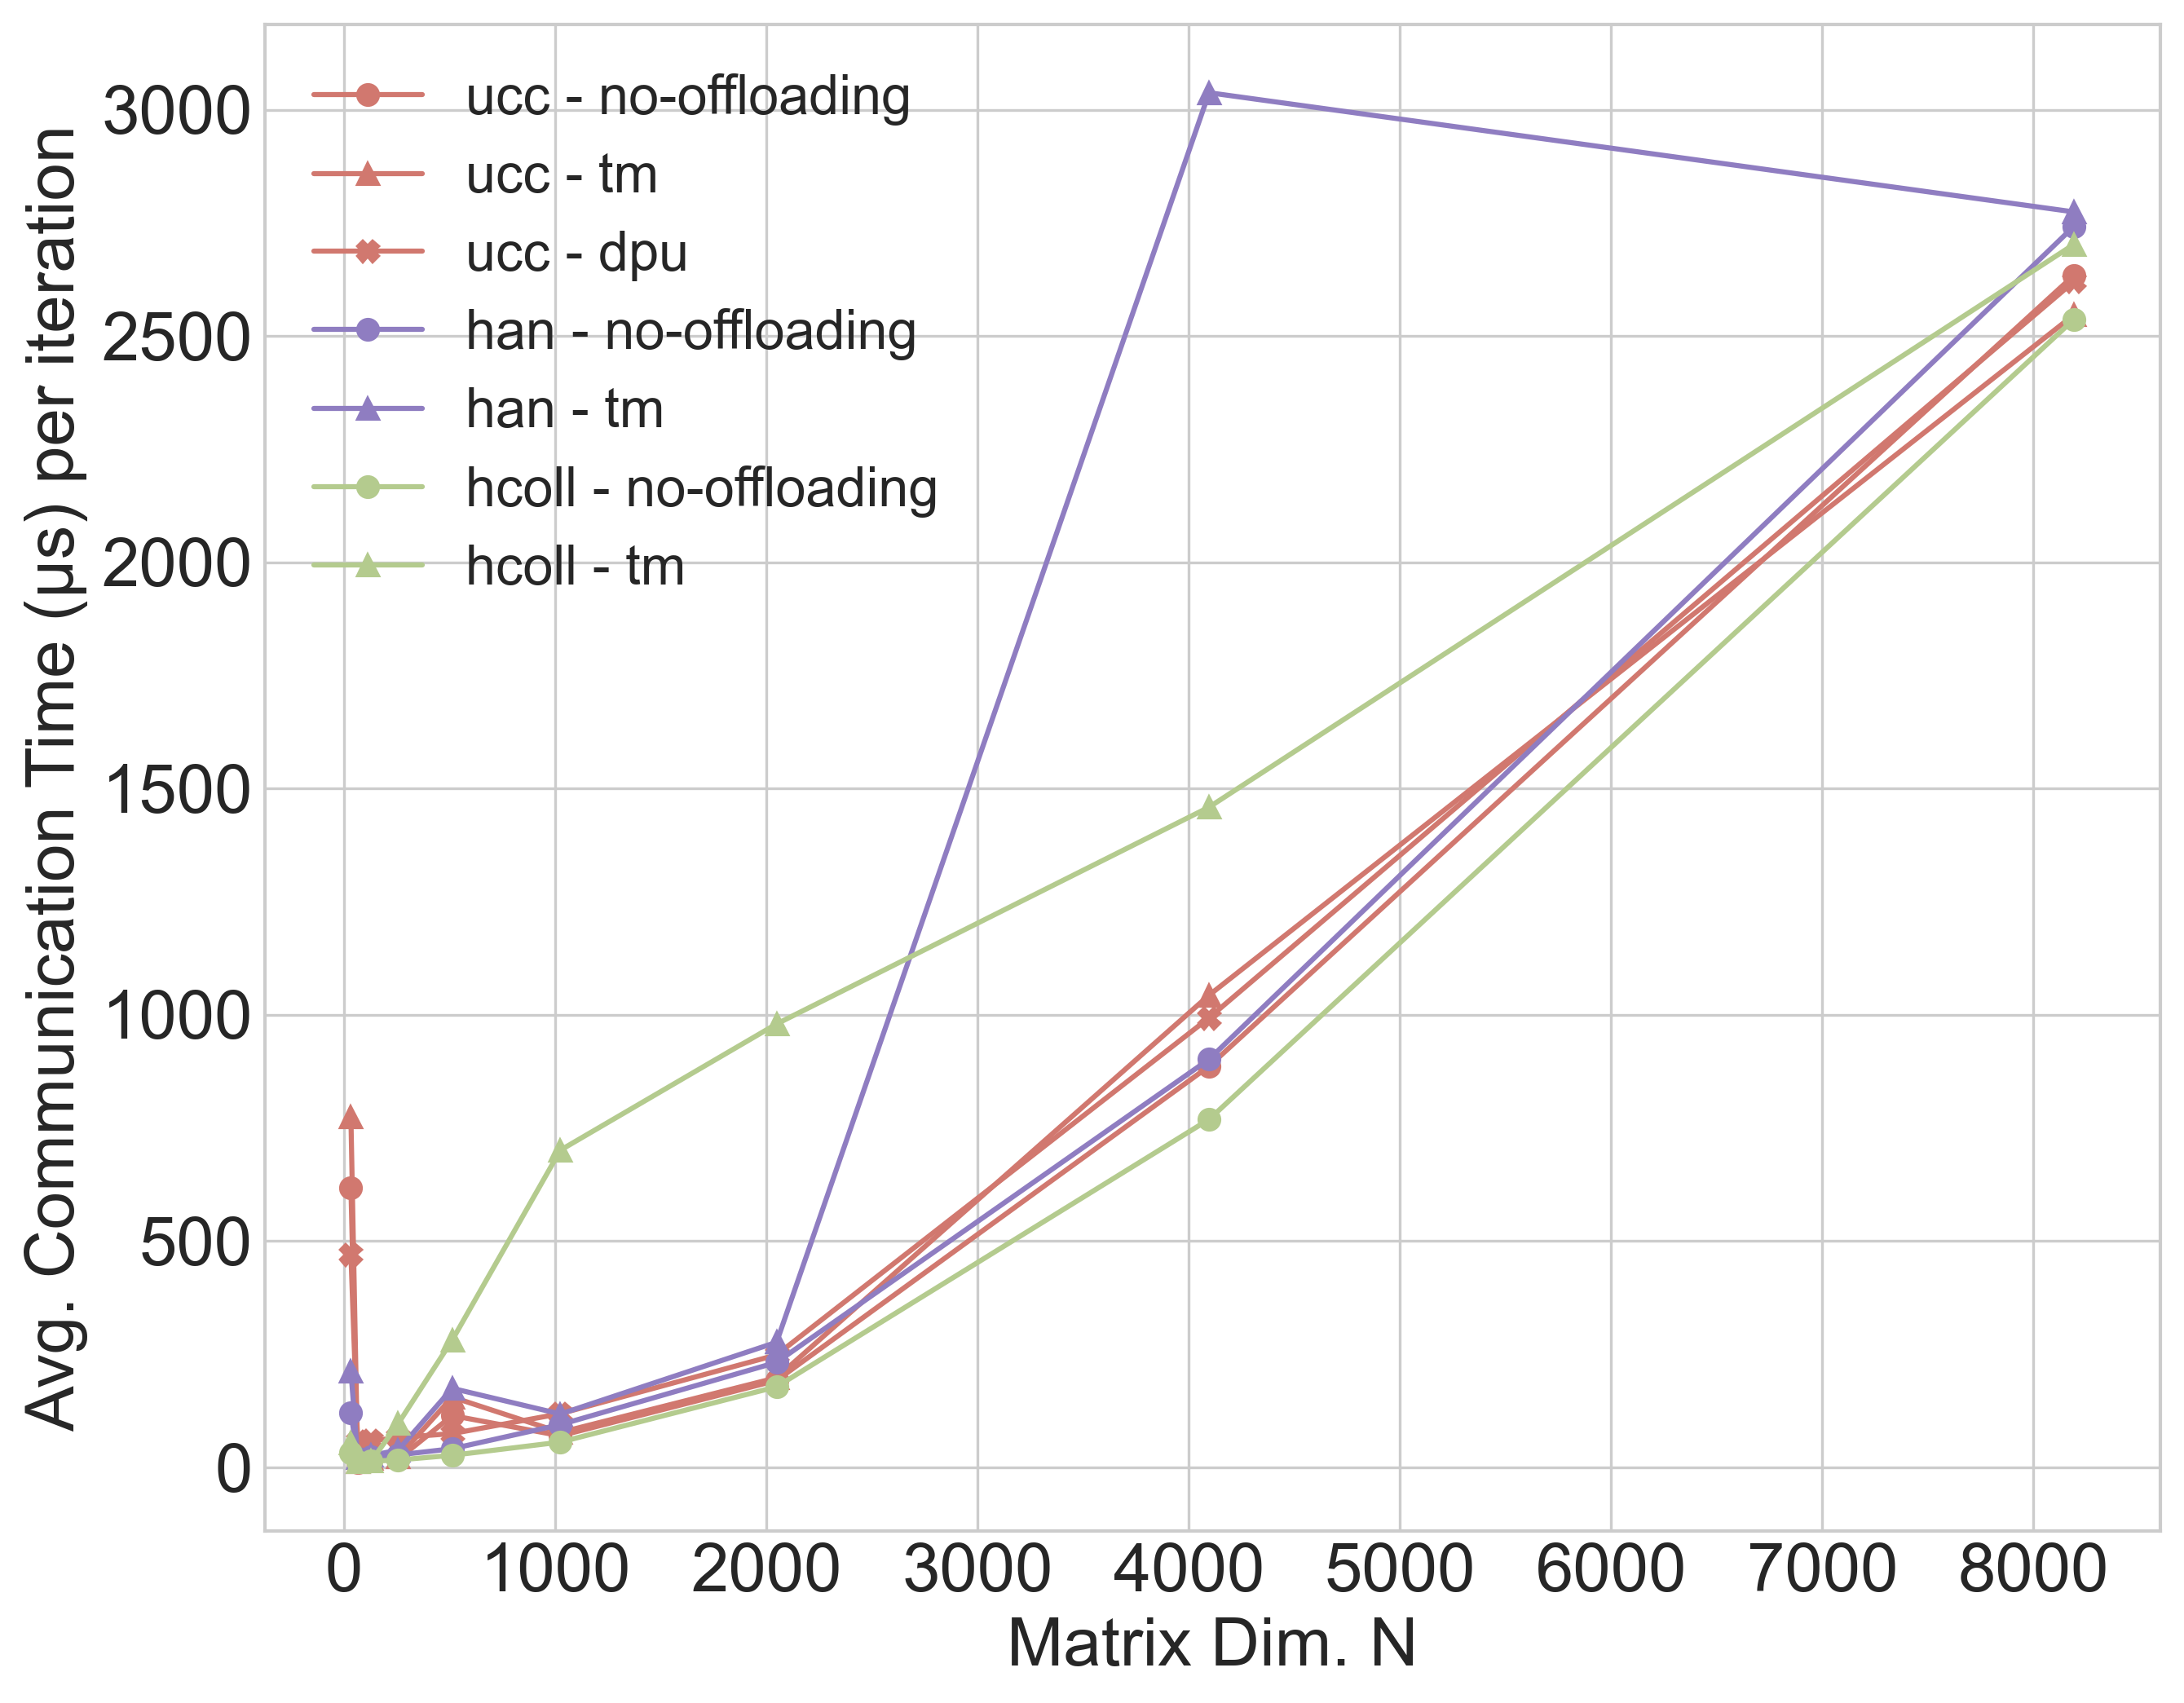 Avg. Communication Time (μs) per iteration
3000
2500
2000
1500
1000
500
0
ucc - no-offloading
ucc - tm
ucc - dpu
han - no-offloading
han - tm
hcoll - no-offloading
hcoll - tm
0 1000 2000 3000 4000 5000 6000 7000 8000
Matrix Dim. N